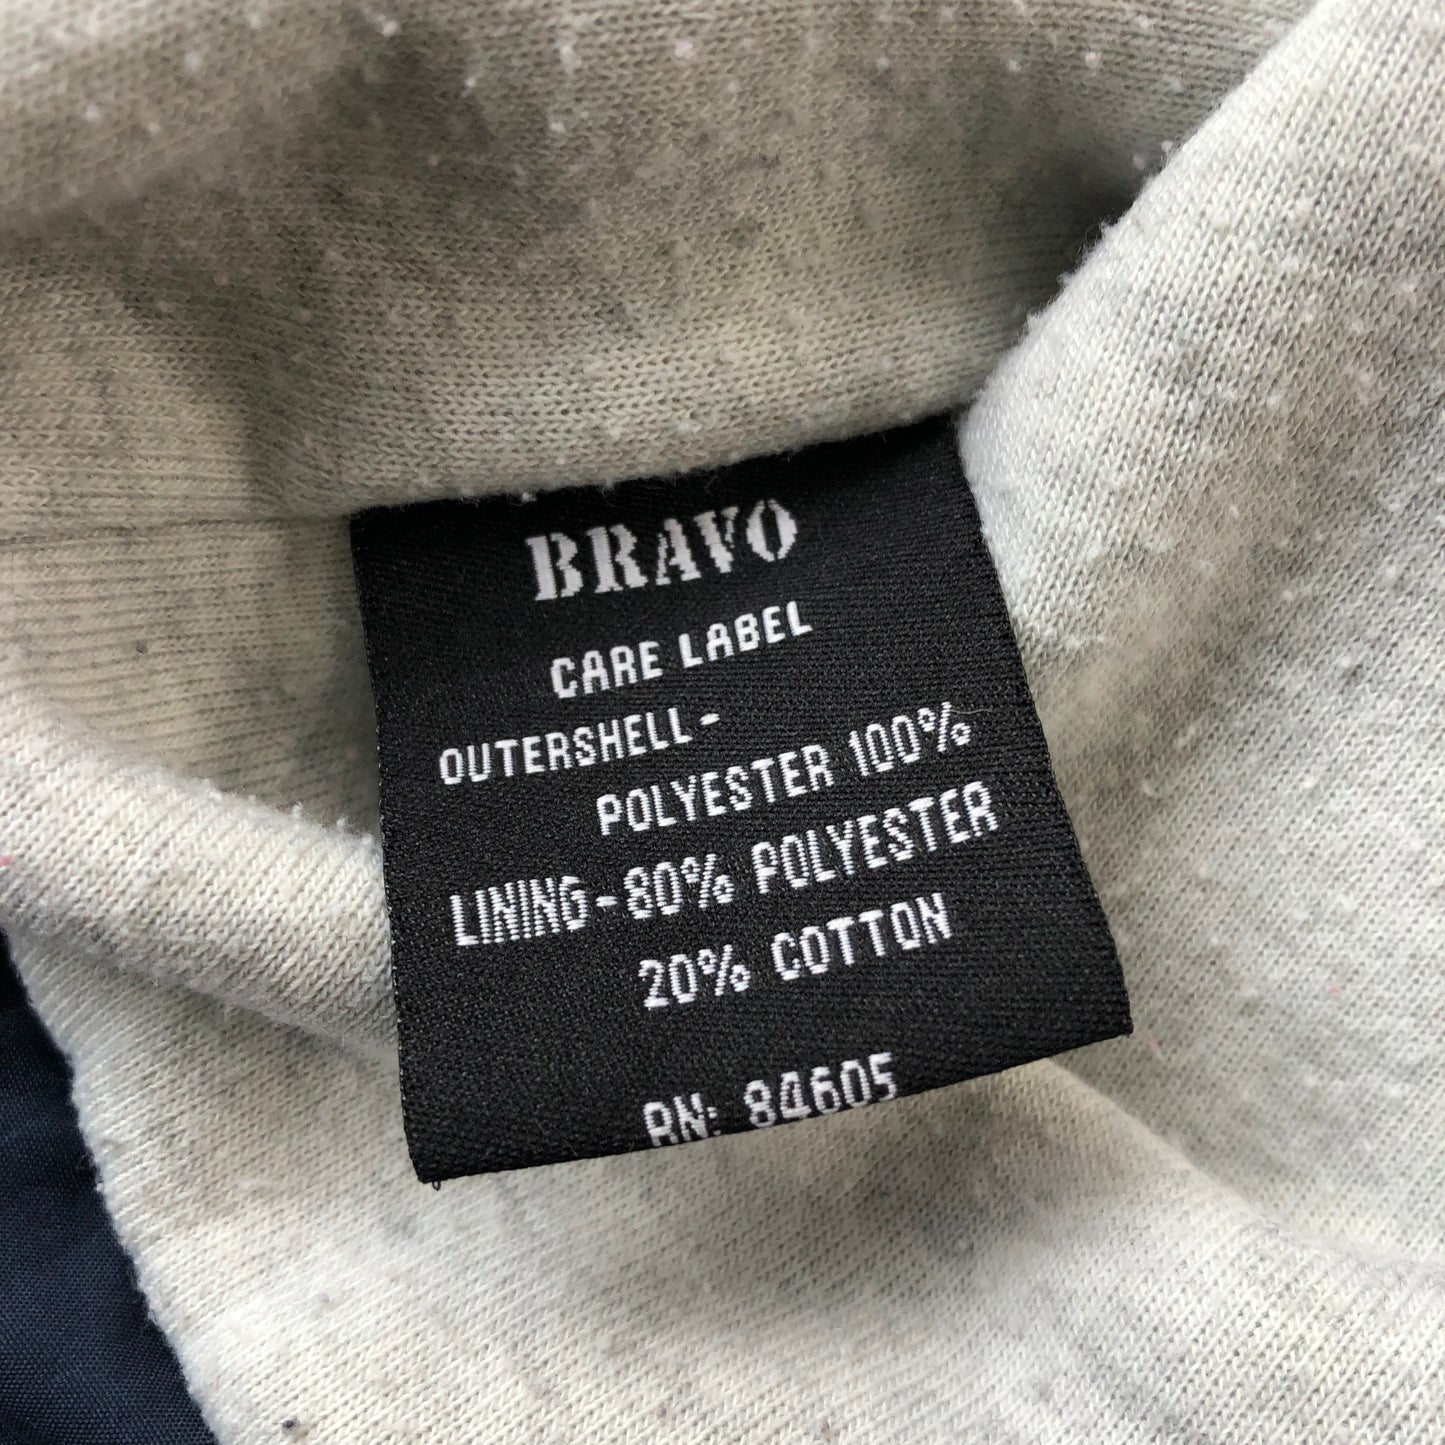 BRAVO
CARE LABEL
OUTERSHELL-
POLYESTER 100%
LINING-80% POLYESTER
20% COTTON
RN: 84605